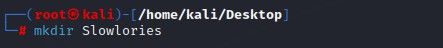 ┌──(root㉿kali)-[/home/kali/Desktop]
└─# mkdir Slowlories